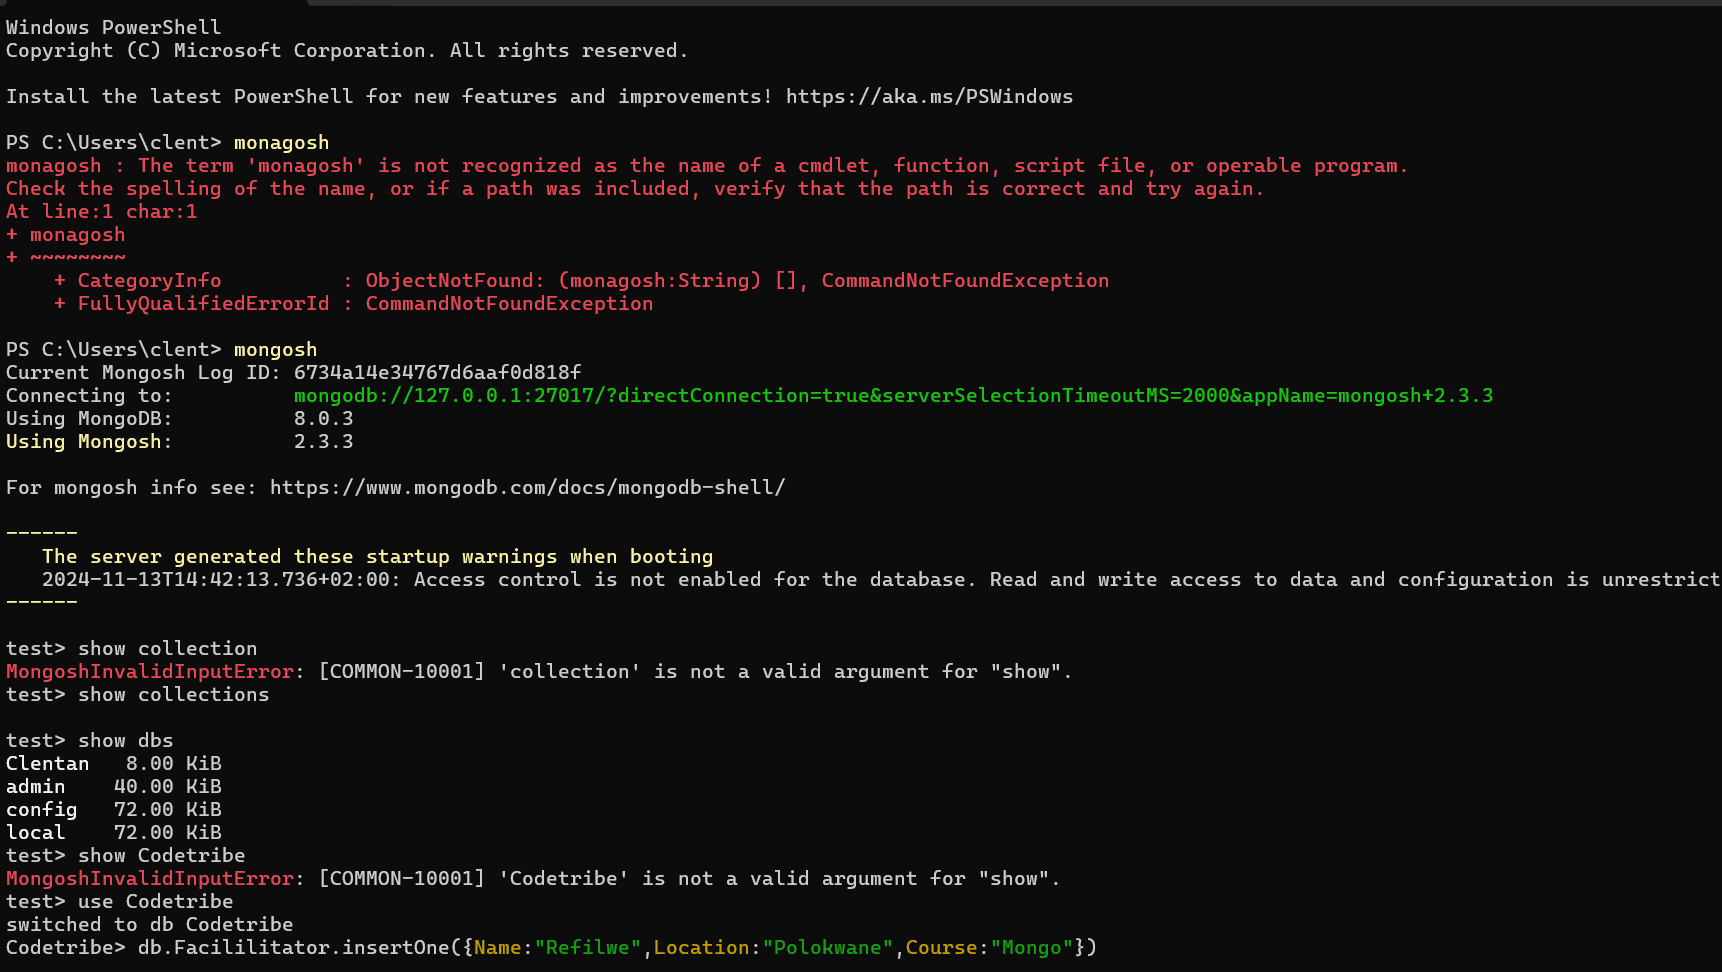 Windows PowerShell
Copyright (C) Microsoft Corporation. All rights reserved.
Install the latest PowerShell for new features and improvements! https://aka.ms/PSWindows
PS C:\Users\clent> monagosh
monagosh : The term 'monagosh' is not recognized as the name of a cmdlet, function, script file, or operable program.
Check the spelling of the name, or if a path was included, verify that the path is correct and try again.
At line:1 char:1
+ monagosh
+ ~~~~~~~~
    + CategoryInfo          : ObjectNotFound: (monagosh:String) [], CommandNotFoundException
    + FullyQualifiedErrorId : CommandNotFoundException
PS C:\Users\clent> mongosh
Current Mongosh Log ID: 6734a14e34767d6aaf0d818f
Connecting to:          mongodb://127.0.0.1:27017/?directConnection=true&serverSelectionTimeoutMS=2000&appName=mongosh+2.3.3
Using MongoDB:          8.0.3
Using Mongosh:          2.3.3
For mongosh info see: https://www.mongodb.com/docs/mongodb-shell/
------
   The server generated these startup warnings when booting
   2024-11-13T14:42:13.736+02:00: Access control is not enabled for the database. Read and write access to data and configuration is unrestrict
------
test> show collection
MongoshInvalidInputError: [COMMON-10001] 'collection' is not a valid argument for "show".
test> show collections
test> show dbs
Clentan   8.00 KiB
admin    40.00 KiB
config   72.00 KiB
local    72.00 KiB
test> show Codetribe
MongoshInvalidInputError: [COMMON-10001] 'Codetribe' is not a valid argument for "show".
test> use Codetribe
switched to db Codetribe
Codetribe> db.Facililitator.insertOne({Name:"Refilwe",Location:"Polokwane",Course:"Mongo"})